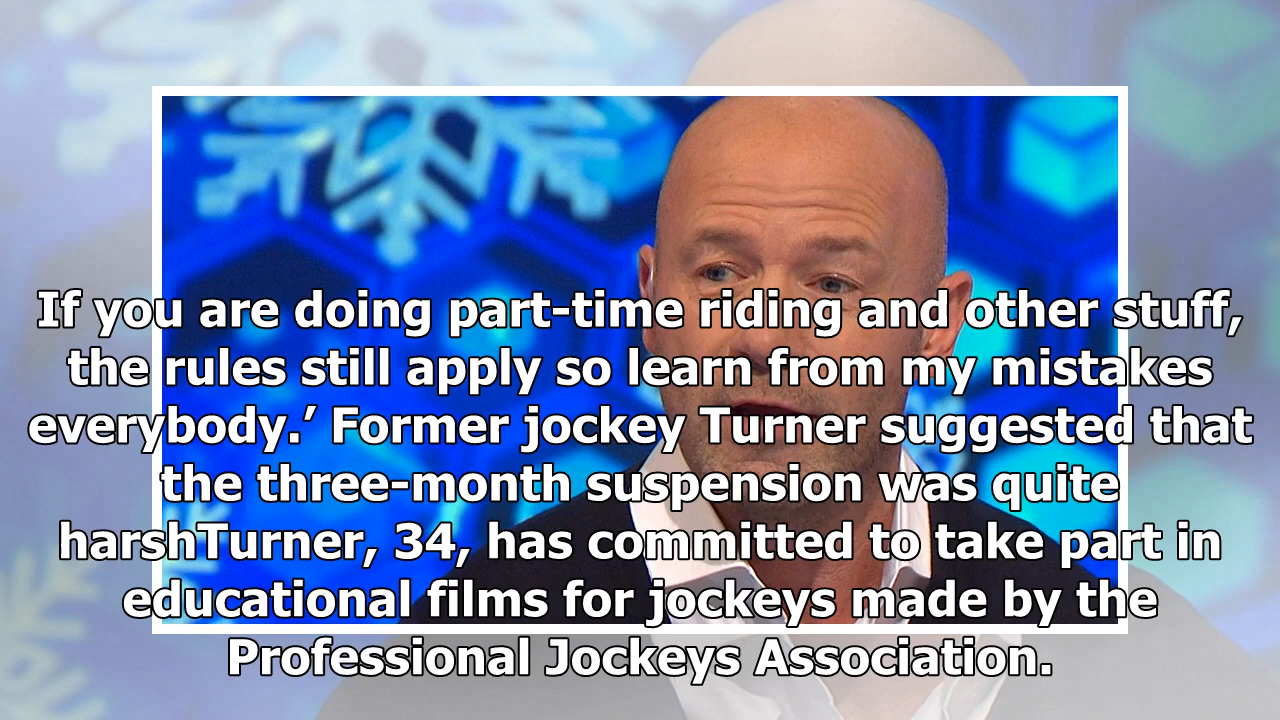 If you are doing part-time riding and other stuff,
the rules still apply so learn from my mistakes
everybody.’ Former jockey Turner suggested that
the three-month suspension was quite
harshTurner, 34, has committed to take part in
educational films for jockeys made by the
Professional Jockeys Association.